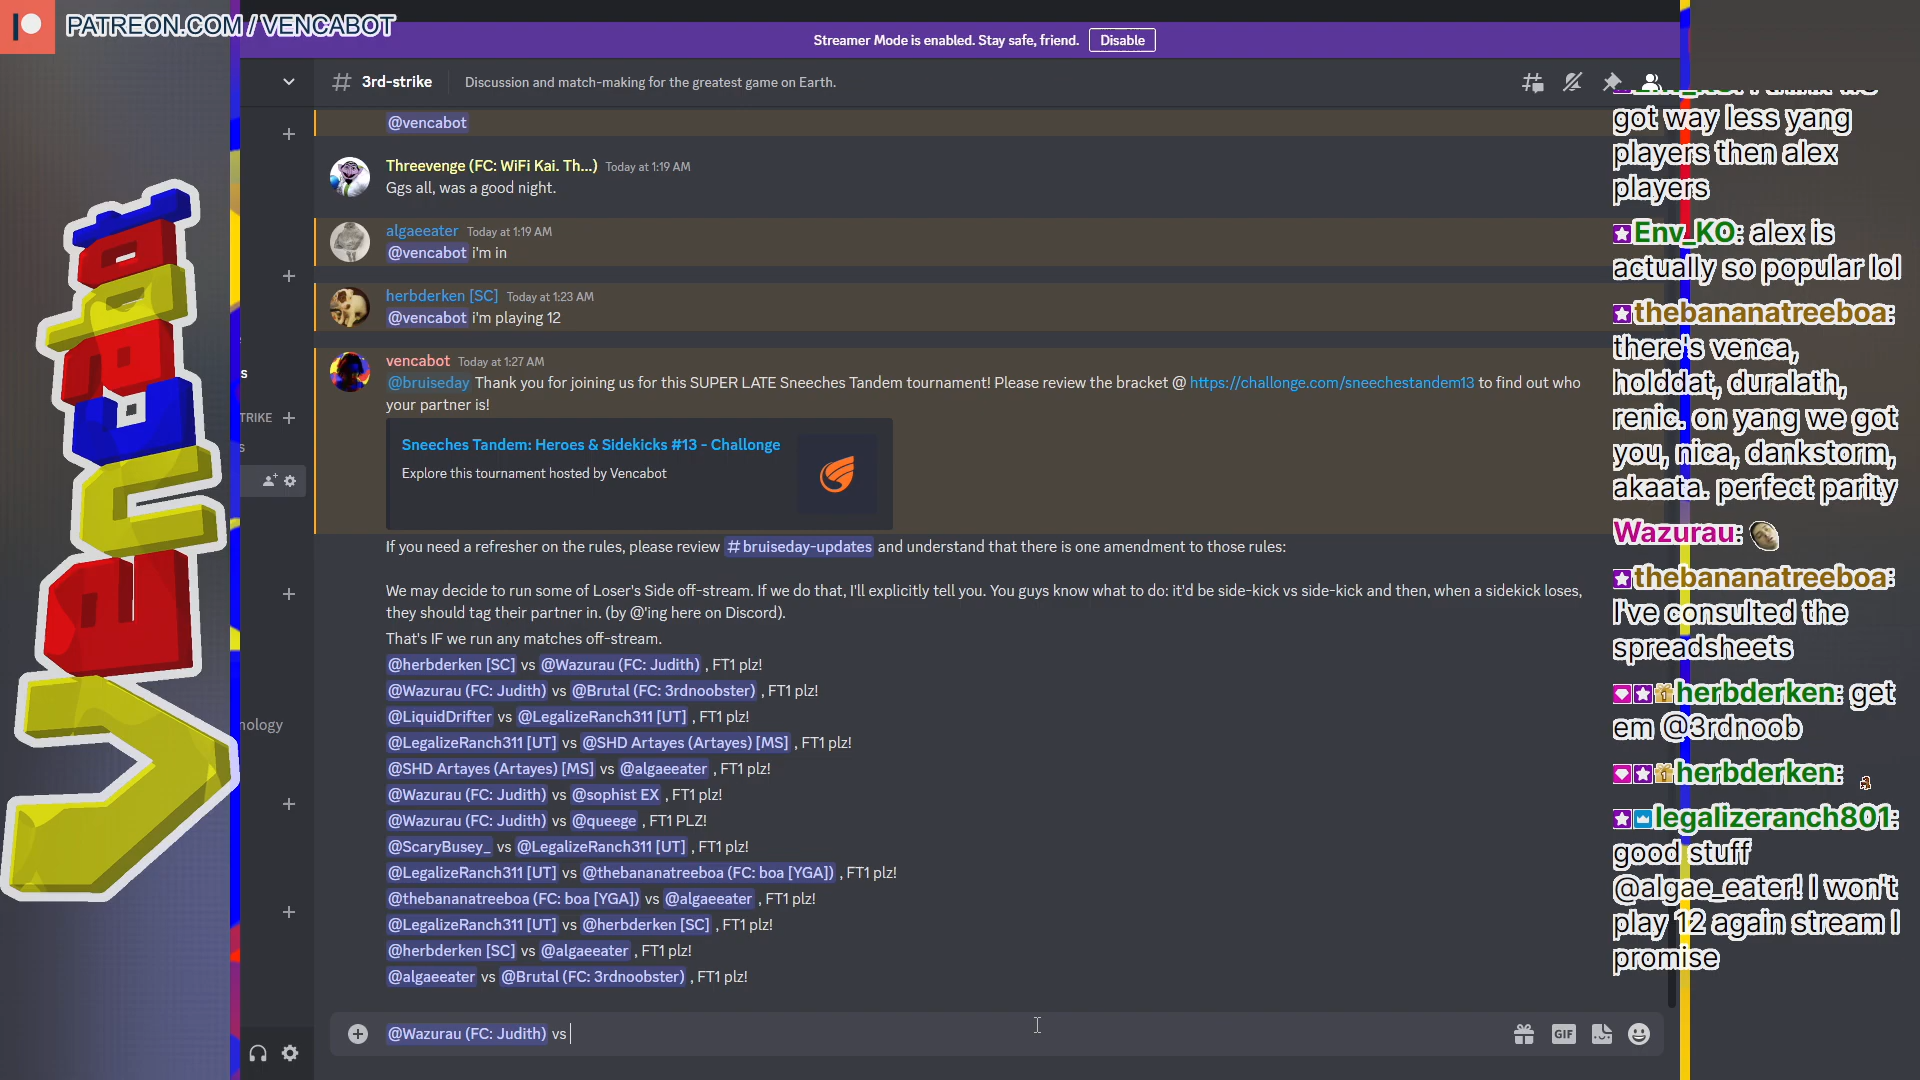 PATREON.COM / VENCABOT
Streamer Mode is enabled. Stay safe, friend.
Disable
3rd-strike
Discussion and match-making for the greatest game on Earth.
@vencabot
Threevenge (FC: WiFi Kai. Th...) Today at 1:19 AM
Ggs all, was a good night.
algaeeater Today at 1:19 AM
@vencabot i'm in
herbderken [SC] Today at 1:23 AM
@vencabot i'm playing 12
vencabot Today at 1:27 AM
@bruiseday Thank you for joining us for this SUPER LATE Sneeches Tandem tournament! Please review the bracket @ https://challonge.com/sneechestandem13 to find out who
your partner is!
Sneeches Tandem: Heroes & Sidekicks #13 - Challonge
Explore this tournament hosted by Vencabot
If you need a refresher on the rules, please review #bruiseday-updates and understand that there is one amendment to those rules:
We may decide to run some of Loser's Side off-stream. If we do that, I'll explicitly tell you. You guys know what to do: it'd be side-kick vs side-kick and then, when a sidekick loses,
they should tag their partner in. (by @'ing here on Discord).
That's IF we run any matches off-stream.
@herbderken [SC] vs @Wazurau (FC: Judith) , FT1 plz!
@Wazurau (FC: Judith) vs @Brutal (FC: 3rdnoobster) , FT1 plz!
@LiquidDrifter vs @LegalizeRanch311 [UT] , FT1 plz!
@LegalizeRanch311 [UT] vs @SHD Artayes (Artayes) [MS] , FT1 plz!
@SHD Artayes (Artayes) [MS] vs @algaeeater , FT1 plz!
@Wazurau (FC: Judith) vs @sophist EX , FT1 plz!
@Wazurau (FC: Judith) vs @queege , FT1 PLZ!
@ScaryBusey_ vs @LegalizeRanch311 [UT] , FT1 plz!
@LegalizeRanch311 [UT] vs @thebananatreeboa (FC: boa [YGA]) , FT1 plz!
@thebananatreeboa (FC: boa [YGA]) vs @algaeeater , FT1 plz!
@LegalizeRanch311 [UT] vs @herbderken [SC] , FT1 plz!
@herbderken [SC] vs @algaeeater , FT1 plz!
@algaeeater vs @Brutal (FC: 3rdnoobster) , FT1 plz!
@Wazurau (FC: Judith) vs
GIF
TRIKE
nology
Vencabot
got way less yang
players then alex
players
Env_KO: alex is
actually so popular lol
thebananatreeboa:
there's venca,
holddat, duralath,
renic. on yang we got
you, nica, dankstorm,
akaata. perfect parity
Wazurau:
thebananatreeboa:
I've consulted the
spreadsheets
herbderken: get
em @3rdnoob
herbderken:
legalizeranch801:
good stuff
@algae_eater! I won't
play 12 again stream I
promise